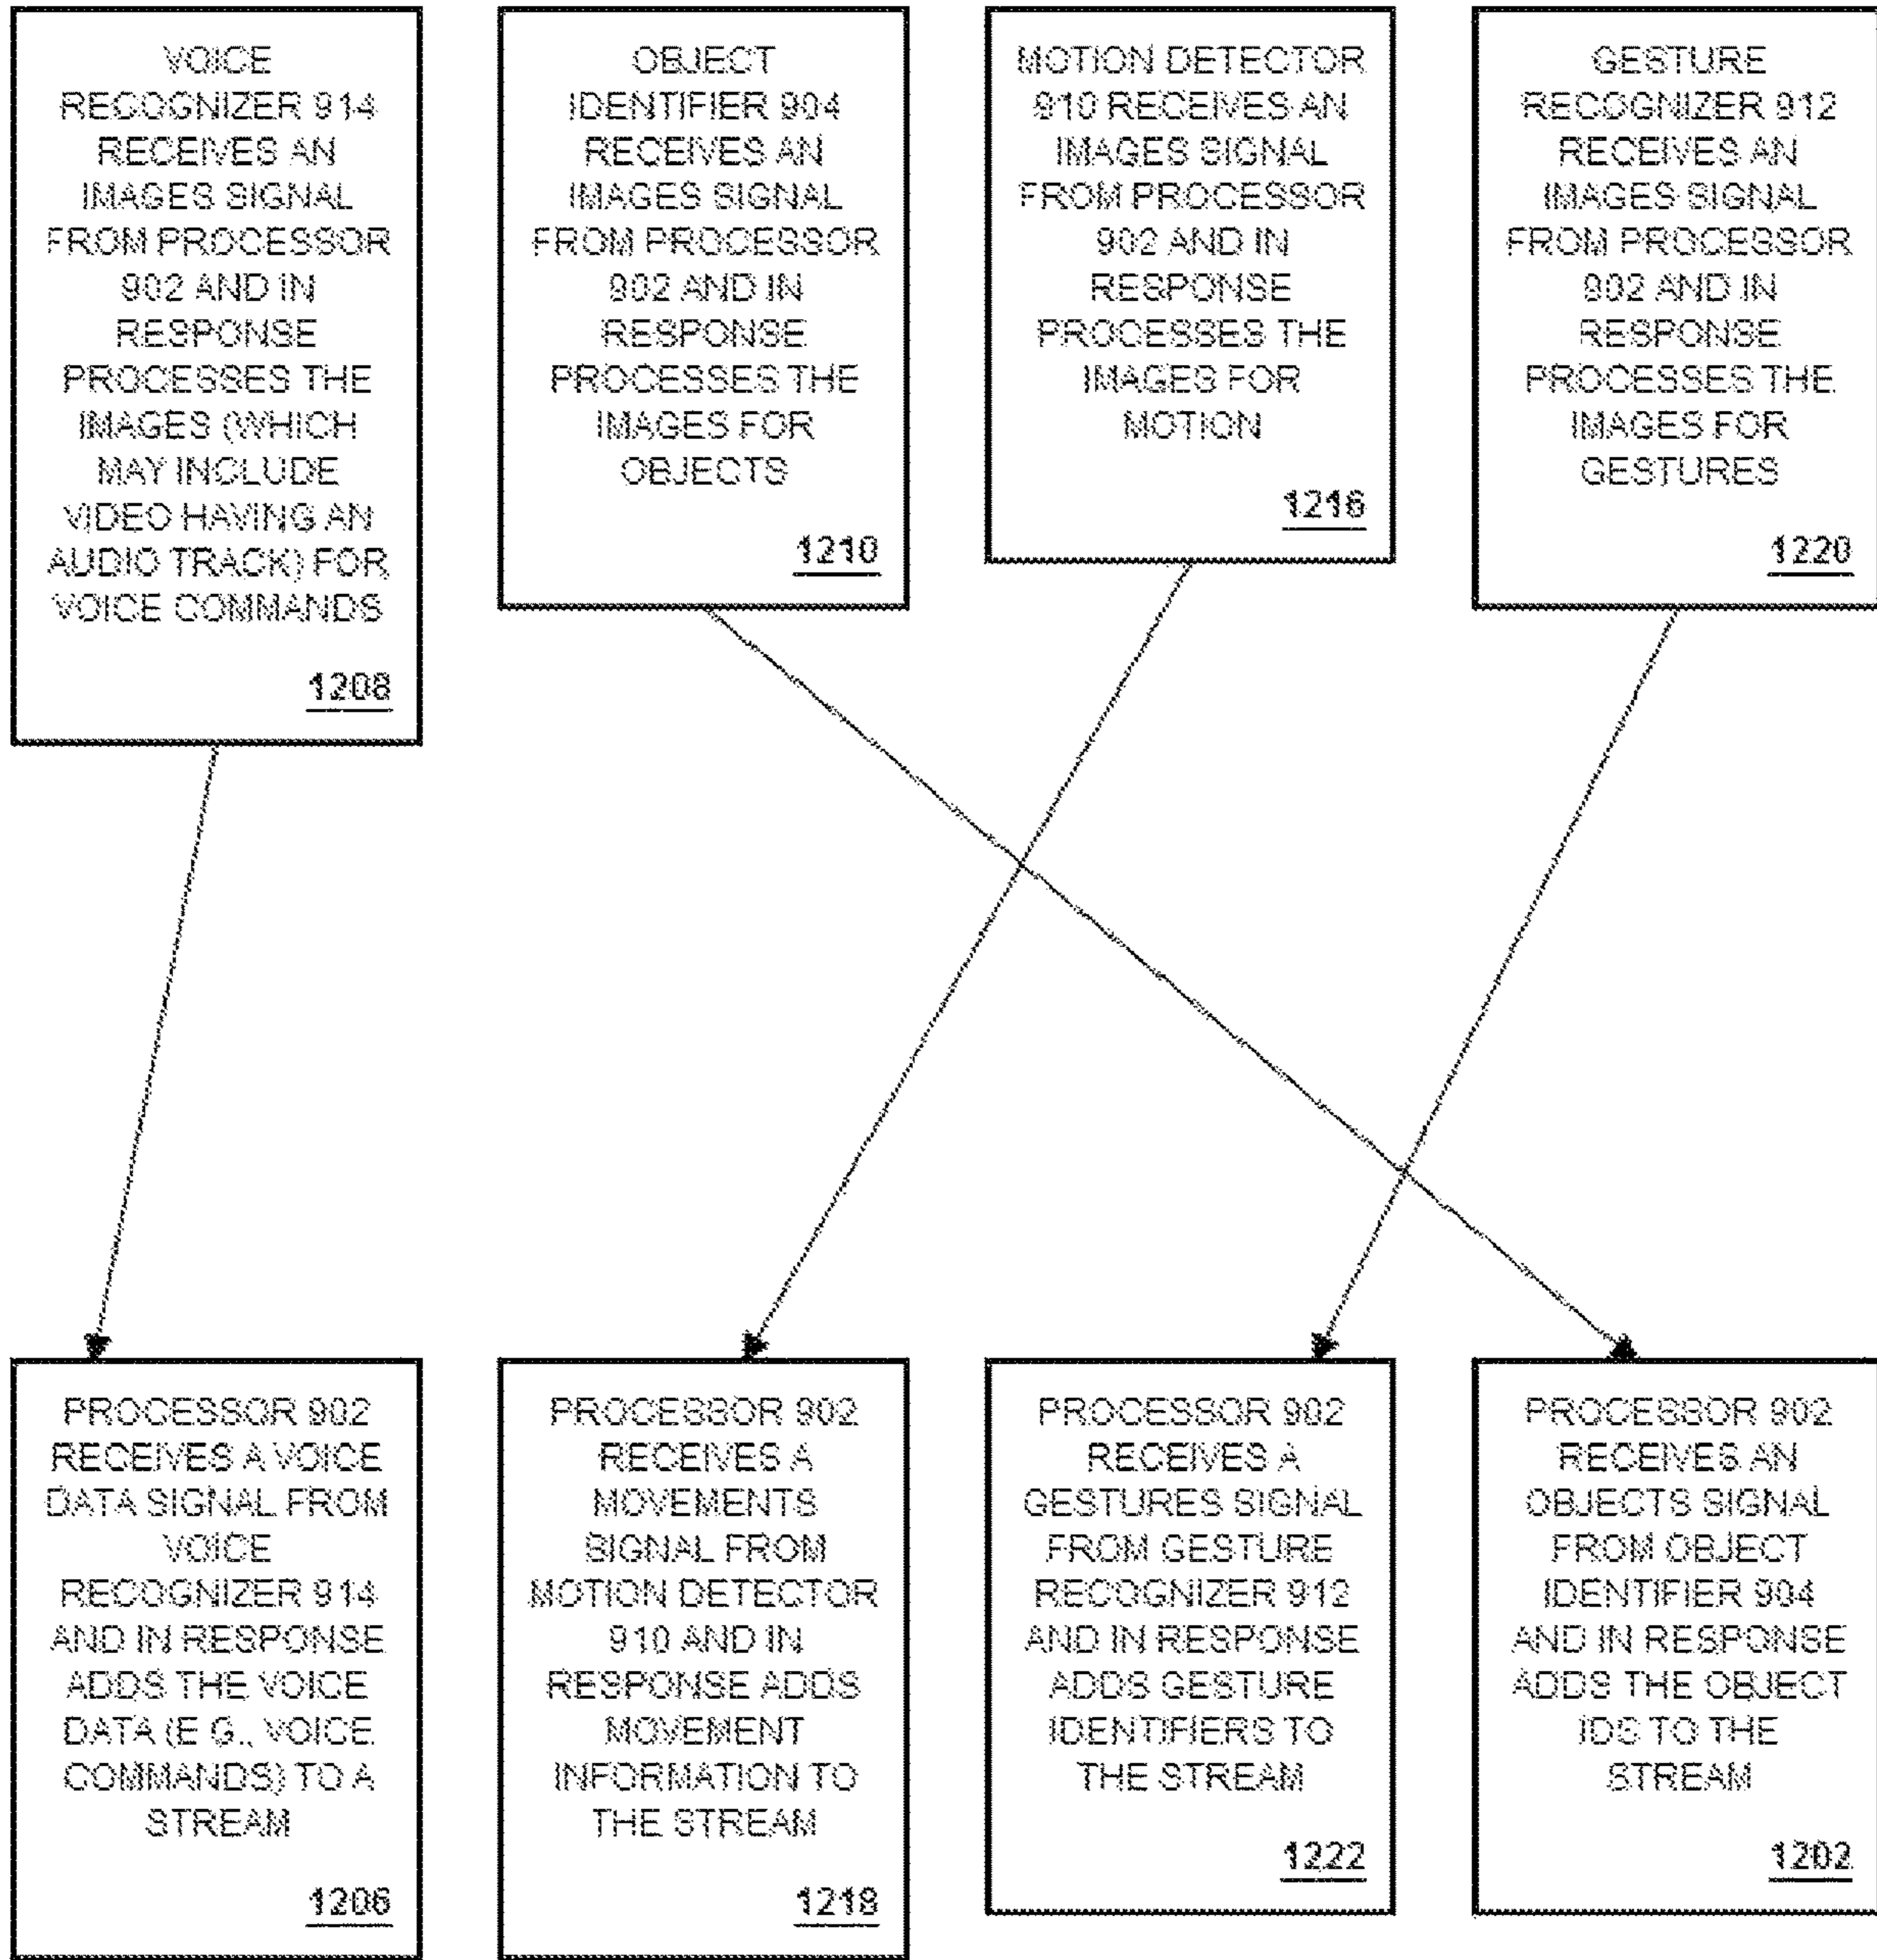 VOICE
RECOGNIZER 914
RECEIVES AN
IMAGES SIGNAL
FROM PROCESSOR
902 AND IN
RESPONSE
PROCESSES THE
IMAGES (WHICH
MAY INCLUDE
VIDEO HAVING AN
AUDIO TRACK) FOR
VOICE COMMANDS
1208
OBJECT
IDENTIFIER 904
RECEIVES AN
IMAGES SIGNAL
FROM PROCESSOR
902 AND IN
RESPONSE
PROCESSES THE
IMAGES FOR
OBJECTS
1210
MOTION DETECTOR
910 RECEIVES AN
IMAGES SIGNAL
FROM PROCESSOR
902 AND IN
RESPONSE
PROCESSES THE
IMAGES FOR
MOTION
1216
GESTURE
RECOGNIZER 912
RECEIVES AN
IMAGES SIGNAL
FROM PROCESSOR
902 AND IN
RESPONSE
PROCESSES THE
IMAGES FOR
GESTURES
1220
PROCESSOR 902
RECEIVES A VOICE
DATA SIGNAL FROM
VOICE
RECOGNIZER 914
AND IN RESPONSE
ADDS THE VOICE
DATA (E.G., VOICE
COMMANDS) TO A
STREAM
1206
PROCESSOR 902
RECEIVES A
MOVEMENTS
SIGNAL FROM
MOTION DETECTOR
910 AND IN
RESPONSE ADDS
MOVEMENT
INFORMATION TO
THE STREAM
1218
PROCESSOR 902
RECEIVES A
GESTURES SIGNAL
FROM GESTURE
RECOGNIZER 912
AND IN RESPONSE
ADDS GESTURE
IDENTIFIERS TO
THE STREAM
1222
PROCESSOR 902
RECEIVES AN
OBJECTS SIGNAL
FROM OBJECT
IDENTIFIER 904
AND IN RESPONSE
ADDS THE OBJECT
IDS TO THE
STREAM
1202